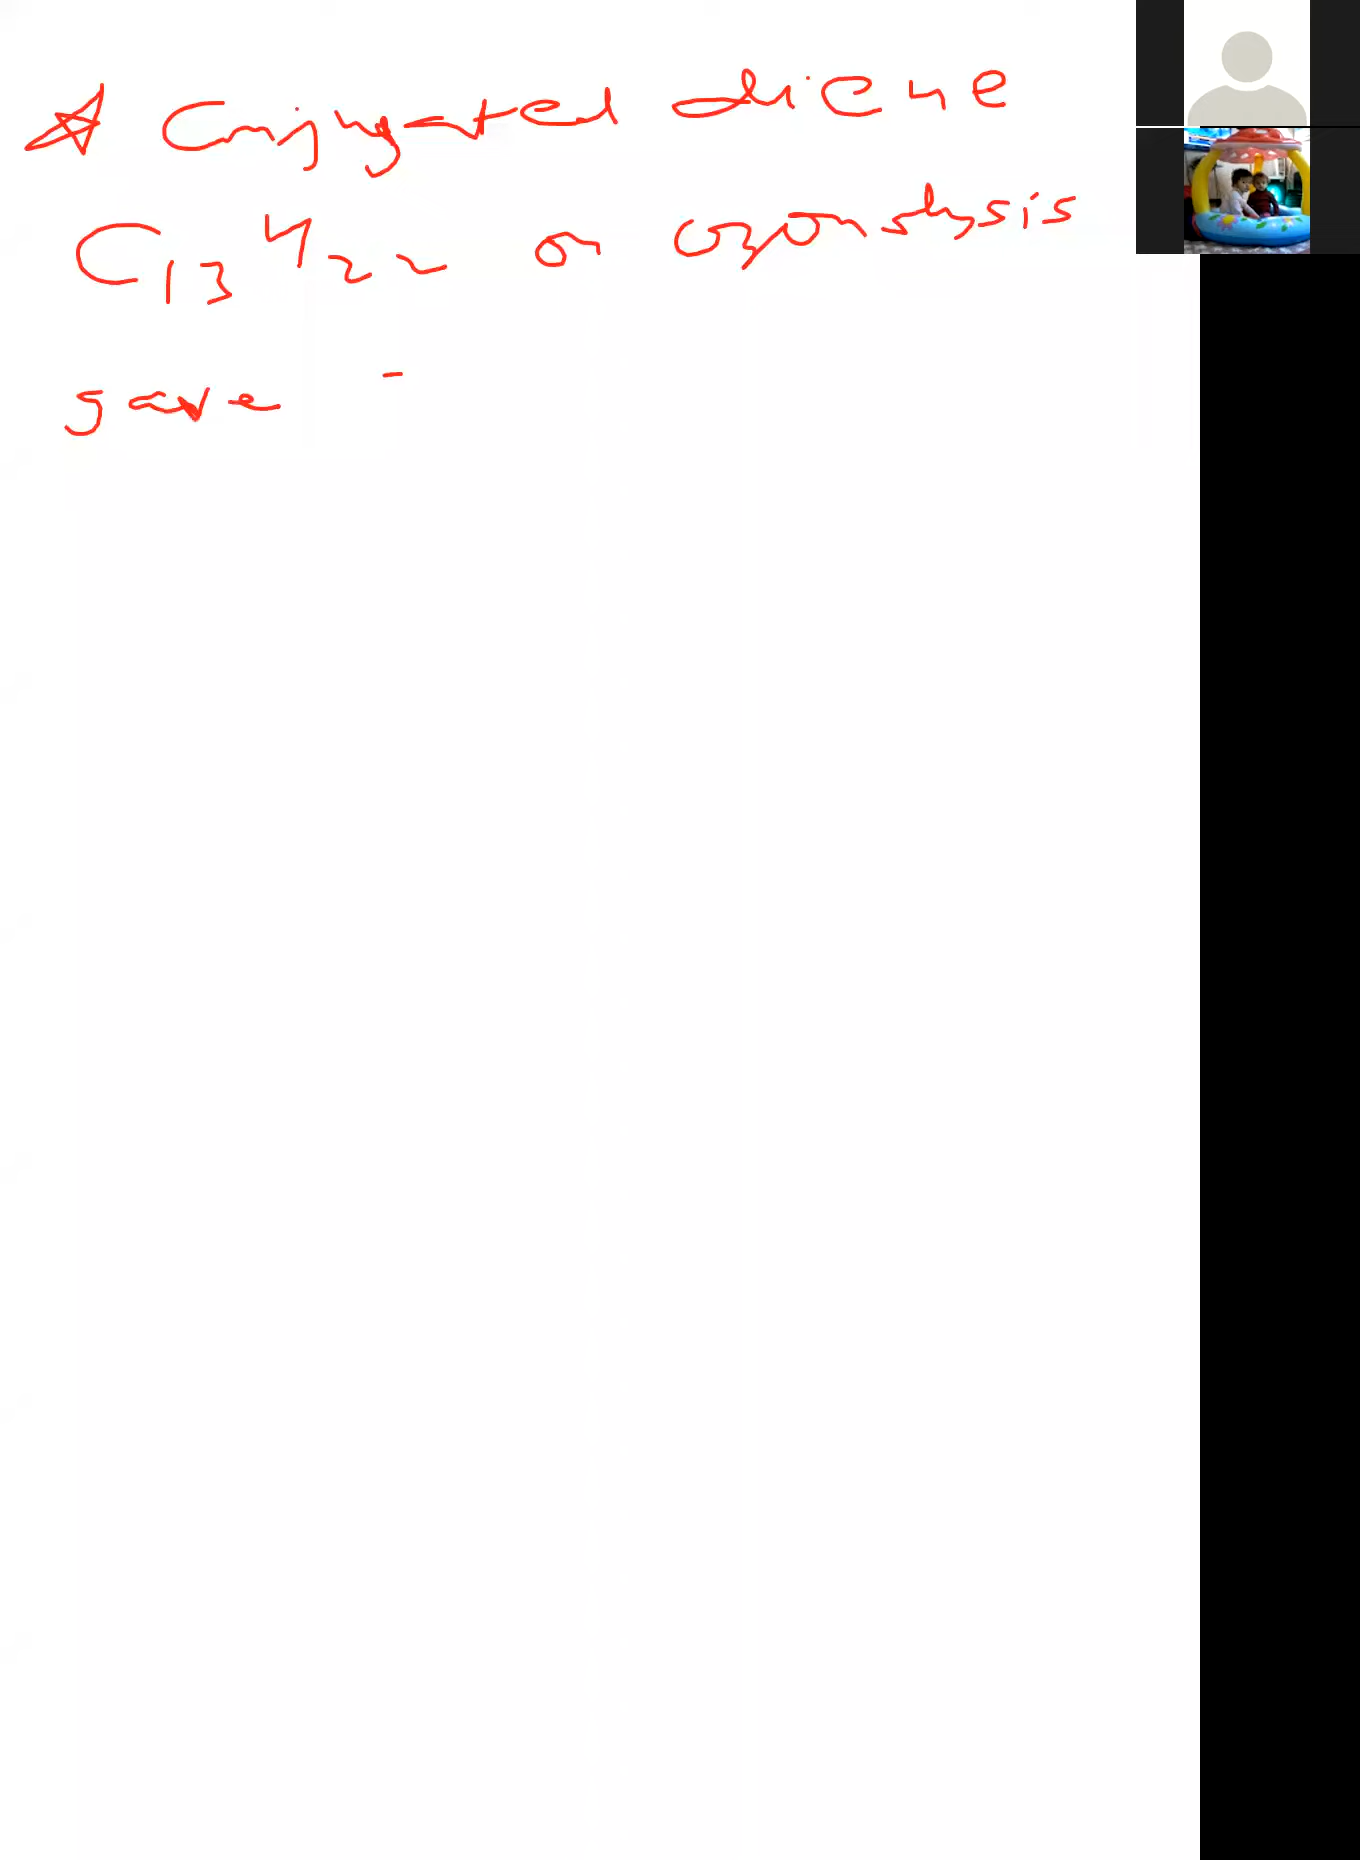 ☆ Conjugated diene
C₁₃H₂₂ on ozonolysis
gave -